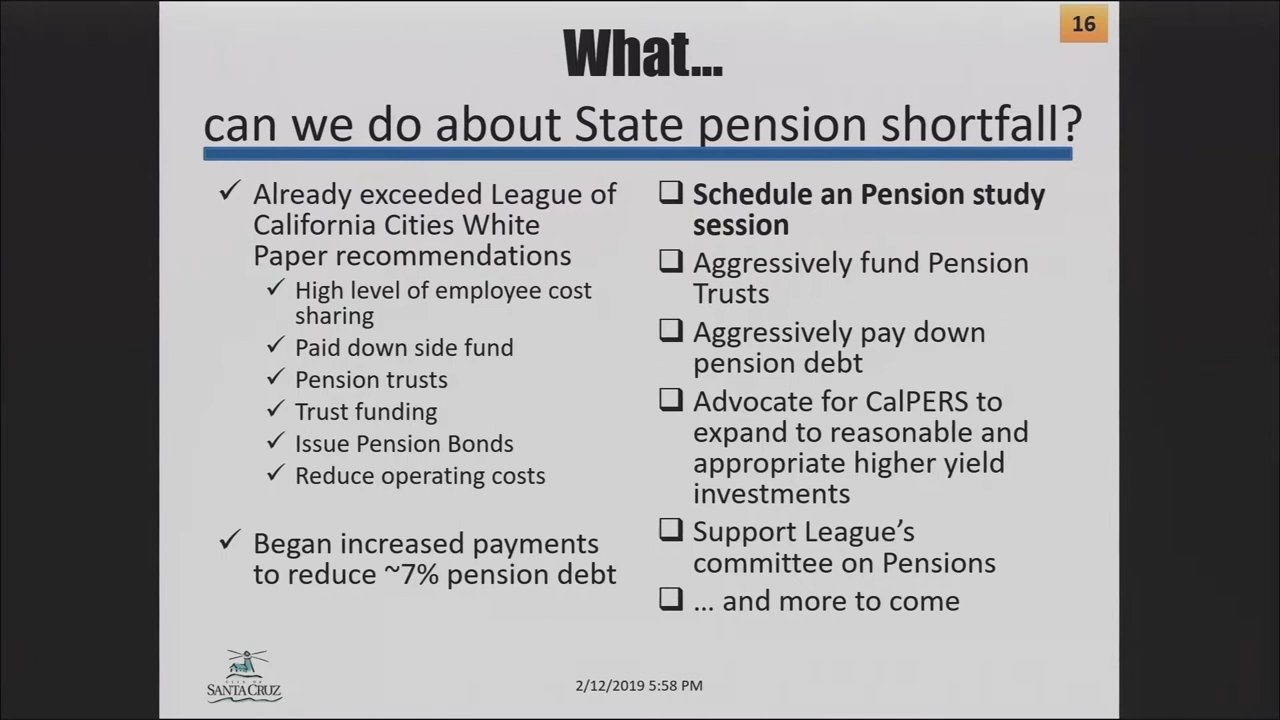 16
What...
can we do about State pension shortfall?
✓ Already exceeded League of
California Cities White
Paper recommendations
✓ High level of employee cost
sharing
✓ Paid down side fund
✓ Pension trusts
✓ Trust funding
✓ Issue Pension Bonds
✓ Reduce operating costs
✓ Began increased payments
to reduce ~7% pension debt
❑ Schedule an Pension study
session
❑ Aggressively fund Pension
Trusts
❑ Aggressively pay down
pension debt
❑ Advocate for CalPERS to
expand to reasonable and
appropriate higher yield
investments
❑ Support League’s
committee on Pensions
❑ ... and more to come
CITY OF
SANTA CRUZ
2/12/2019 5:58 PM